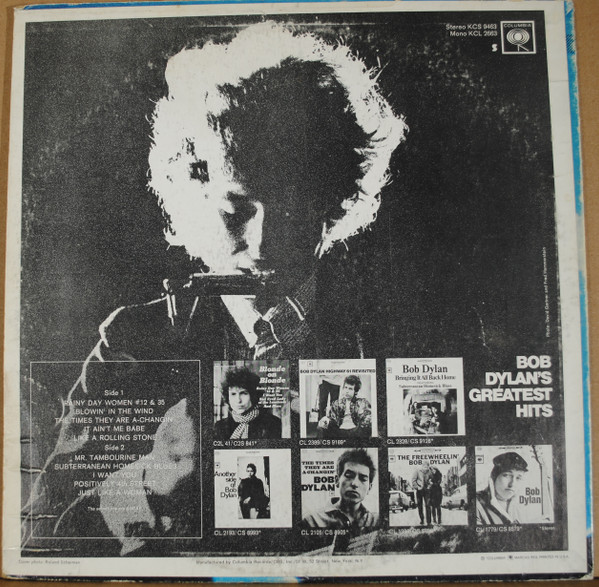 Stereo KCS 9463
Mono KCL 2663
COLUMBIA
S
BOB
DYLAN'S
GREATEST
HITS
Side 1
RAINY DAY WOMEN #12 & 35
BLOWIN' IN THE WIND
THE TIMES THEY ARE A-CHANGIN'
IT AIN'T ME BABE
LIKE A ROLLING STONE
Side 2
MR. TAMBOURINE MAN
SUBTERRANEAN HOMESICK BLUES
I WANT YOU
POSITIVELY 4th STREET
JUST LIKE A WOMAN
Blonde
on
Blonde
C2L 41/C2S 841*
BOB DYLAN HIGHWAY 61 REVISITED
CL 2389/CS 9189*
Bob Dylan
Bringing It All Back Home
CL 2328/CS 9128*
Another
side of
Bob
Dylan
CL 2193/CS 8993*
THE TIMES
THEY ARE
A-CHANGIN'
BOB
DYLAN
CL 2105/CS 8905*
THE FREEWHEELIN'
BOB DYLAN
Bob
Dylan
CL 1779/CS 8579*
*Stereo